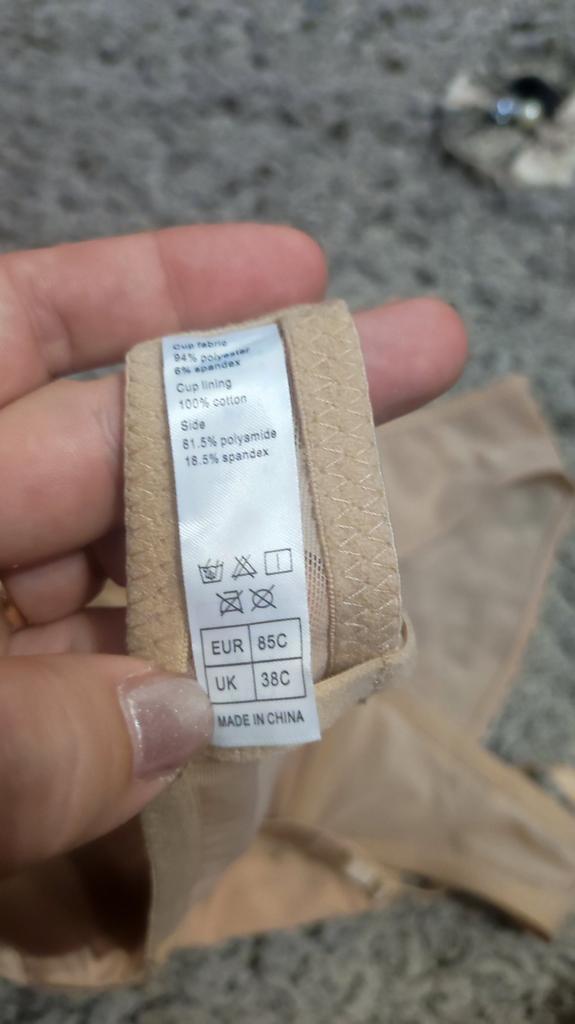 Cup fabric
94% polyester
6% spandex
Cup lining
100% cotton
Side
81.5% polyamide
18.5% spandex
EUR 85C
UK 38C
MADE IN CHINA